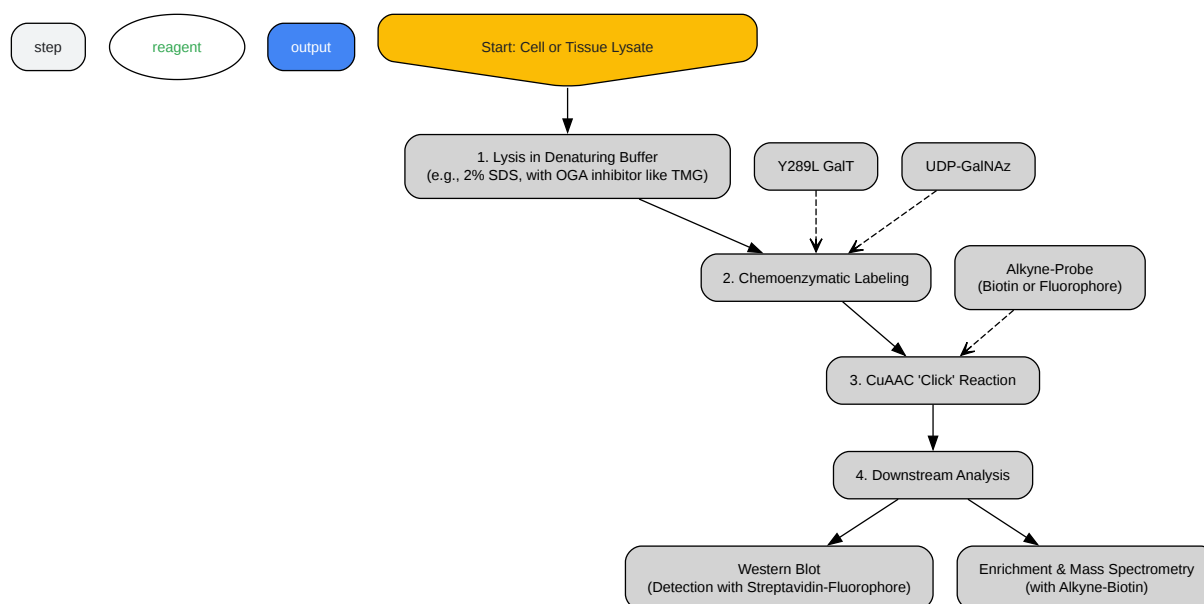 step
reagent
output
Start: Cell or Tissue Lysate
1. Lysis in Denaturing Buffer
(e.g., 2% SDS, with OGA inhibitor like TMG)
Y289L GalT
UDP-GalNAz
2. Chemoenzymatic Labeling
Alkyne-Probe
(Biotin or Fluorophore)
3. CuAAC 'Click' Reaction
4. Downstream Analysis
Western Blot
(Detection with Streptavidin-Fluorophore)
Enrichment & Mass Spectrometry
(with Alkyne-Biotin)